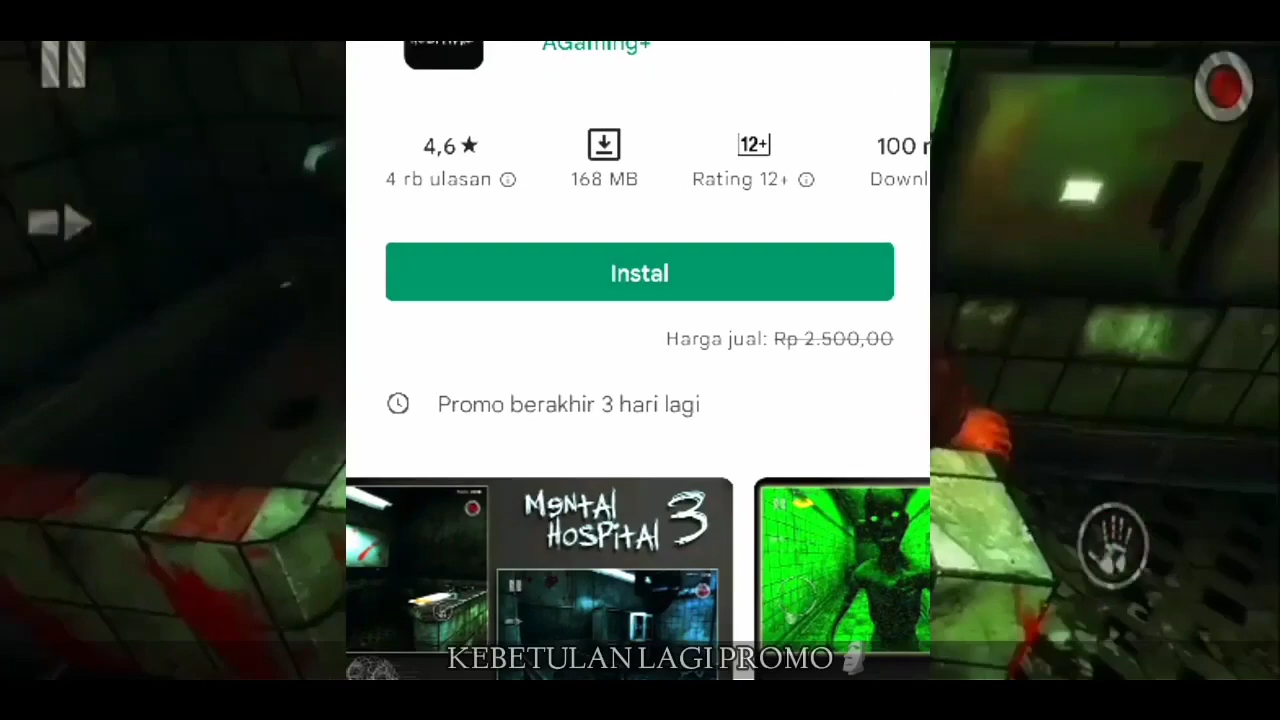 AGaming+
4,6★
4 rb ulasan
168 MB
12+
Rating 12+
100 r
Downl
Instal
Harga jual: Rp 2.500,00
Promo berakhir 3 hari lagi
MENTAL
HOSPITAL 3
KEBETULAN LAGI PROMO